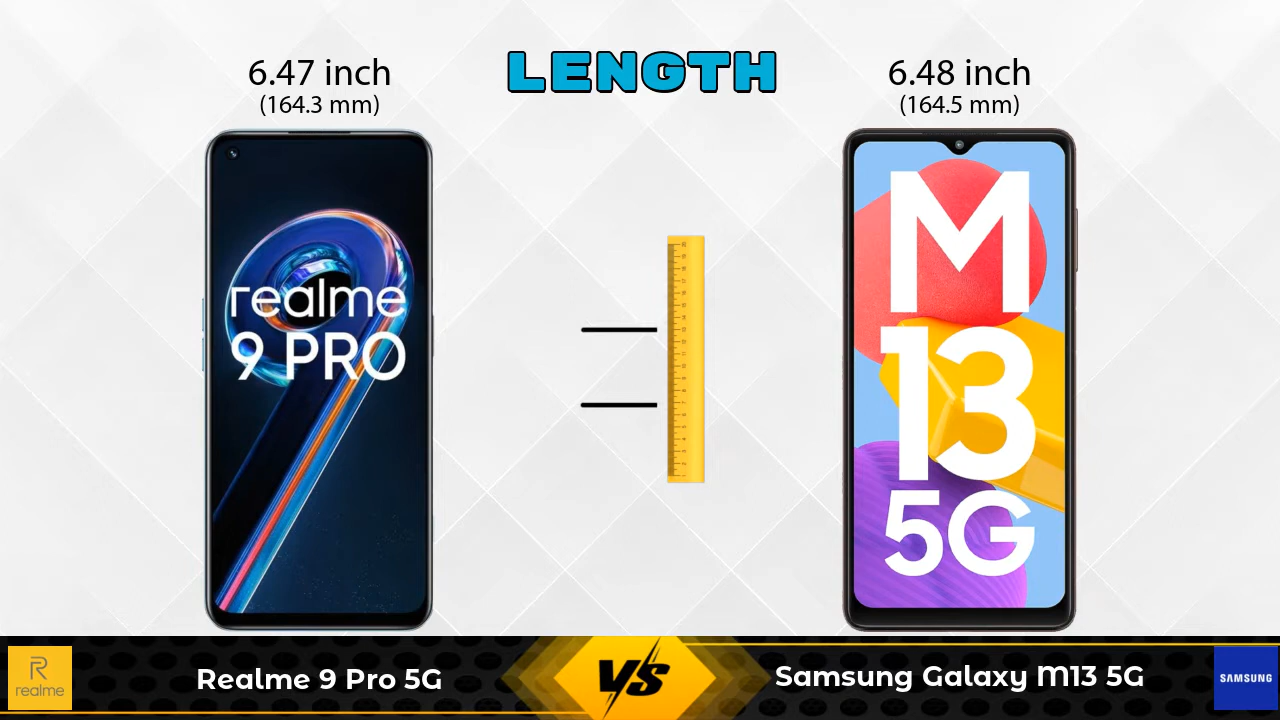 LENGTH
6.47 inch
(164.3 mm)
6.48 inch
(164.5 mm)
realme
9 PRO
M
13
5G
Realme 9 Pro 5G
VS
Samsung Galaxy M13 5G
R
realme
SAMSUNG